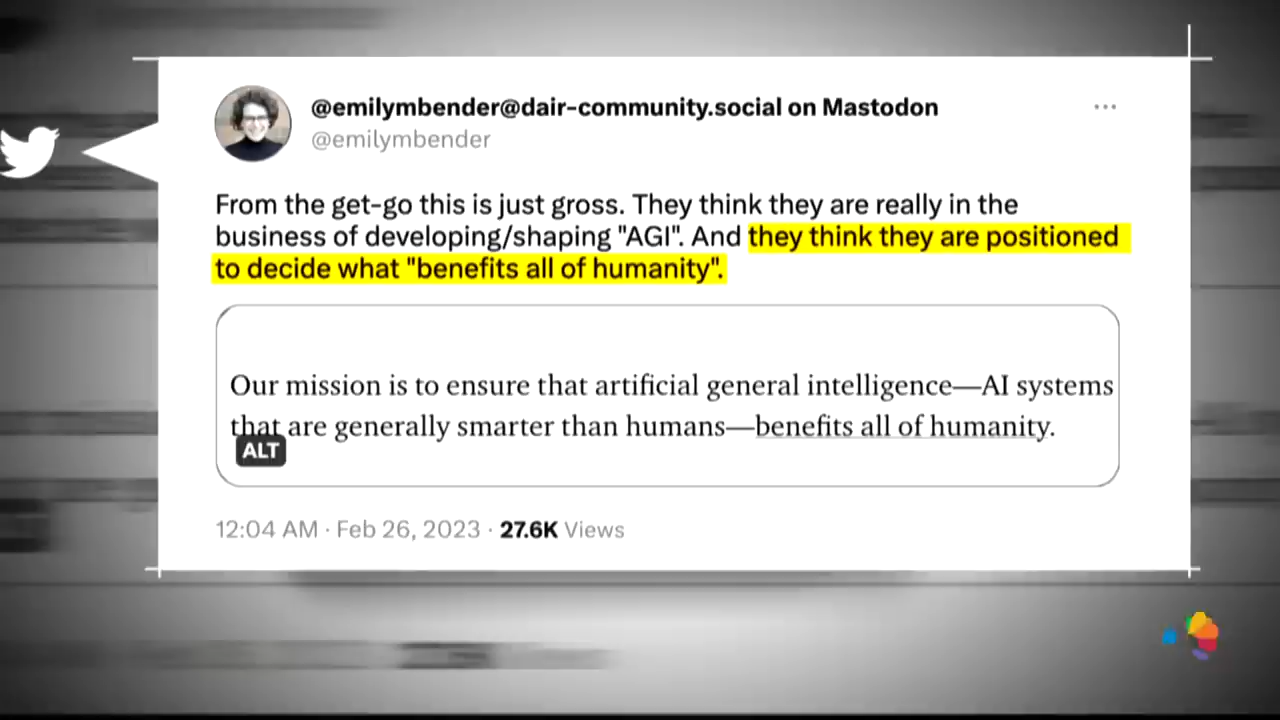 @emilymbender@dair-community.social on Mastodon
@emilymbender
From the get-go this is just gross. They think they are really in the
business of developing/shaping "AGI". And they think they are positioned
to decide what "benefits all of humanity".
Our mission is to ensure that artificial general intelligence—AI systems
that are generally smarter than humans—benefits all of humanity.
ALT
12:04 AM · Feb 26, 2023 · 27.6K Views